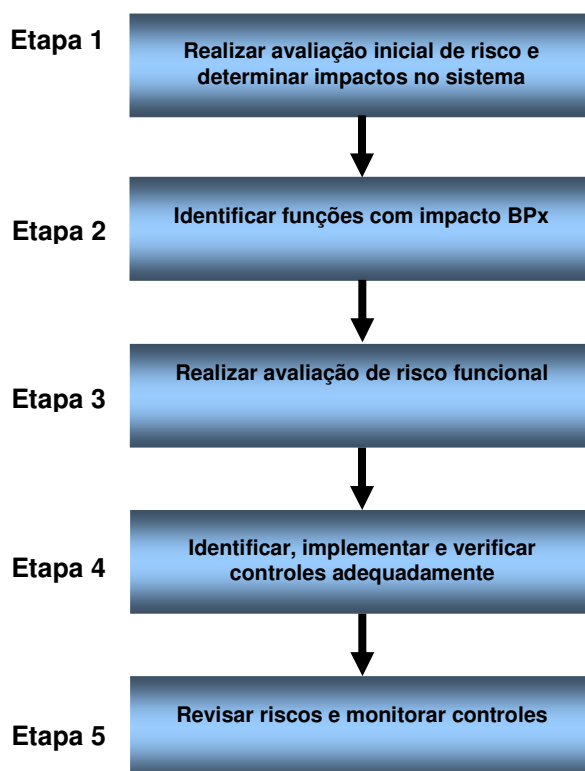 Etapa 1
Realizar avaliação inicial de risco e
determinar impactos no sistema
Etapa 2
Identificar funções com impacto BPx
Etapa 3
Realizar avaliação de risco funcional
Etapa 4
Identificar, implementar e verificar
controles adequadamente
Etapa 5
Revisar riscos e monitorar controles